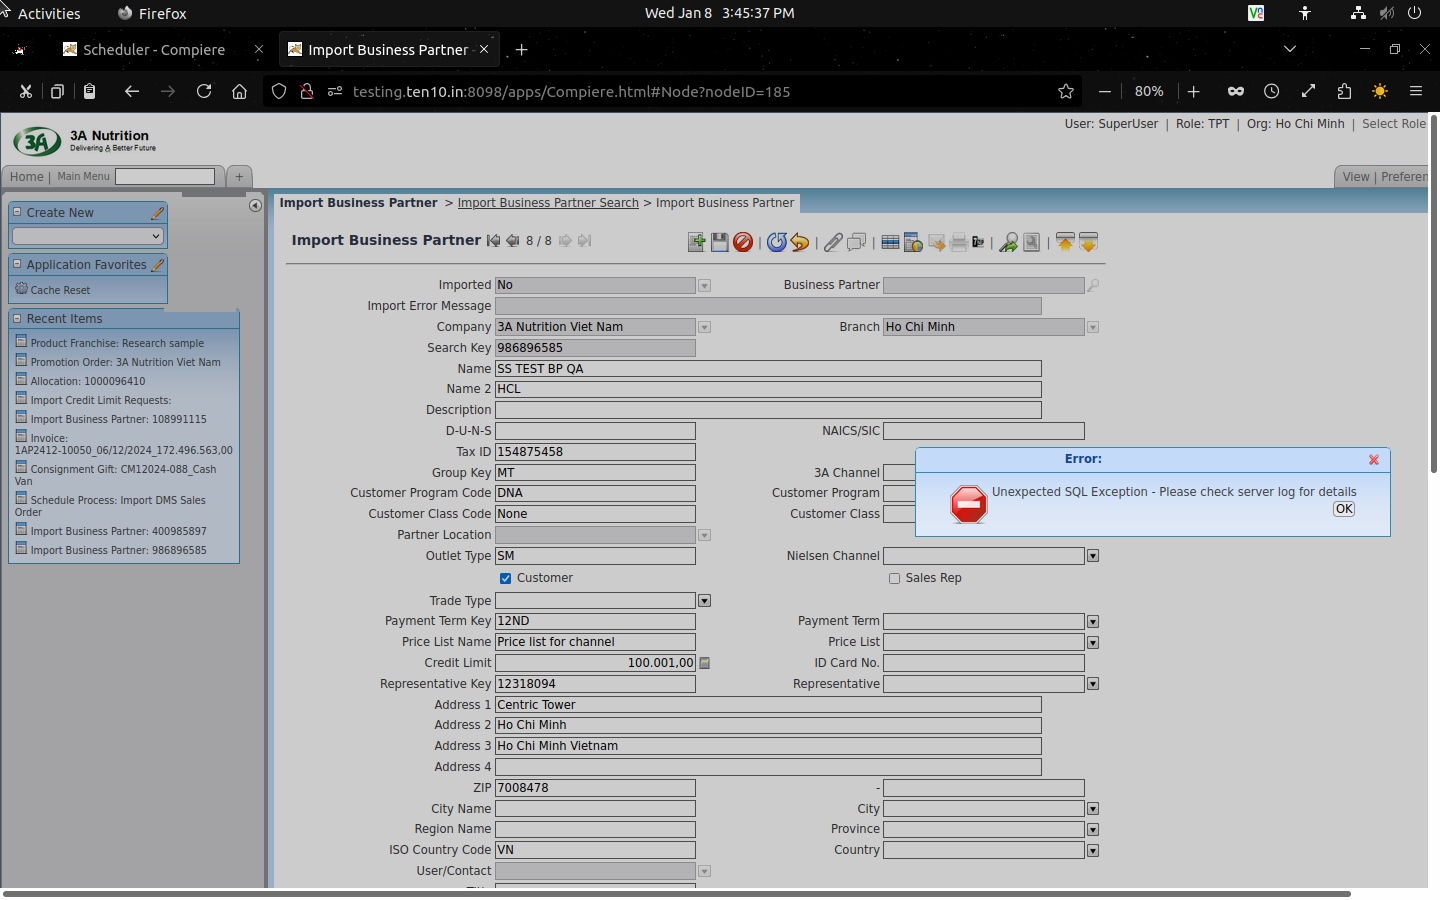 Activities Firefox Wed Jan 8 3:45:37 PM
Scheduler - Compiere Import Business Partner -
testing.ten10.in:8098/apps/Compiere.html#Node?nodeID=185 80%
3A Nutrition
Delivering A Better Future
User: SuperUser | Role: TPT | Org: Ho Chi Minh | Select Role
Home | Main Menu + View | Preferen
Import Business Partner > Import Business Partner Search > Import Business Partner
Create New
Application Favorites
Cache Reset
Recent Items
Product Franchise: Research sample
Promotion Order: 3A Nutrition Viet Nam
Allocation: 1000096410
Import Credit Limit Requests:
Import Business Partner: 108991115
Invoice:
1AP2412-10050_06/12/2024_172.496.563,00
Consignment Gift: CM12024-088_Cash
Van
Schedule Process: Import DMS Sales
Order
Import Business Partner: 400985897
Import Business Partner: 986896585
Import Business Partner 8 / 8
Imported No Business Partner
Import Error Message
Company 3A Nutrition Viet Nam Branch Ho Chi Minh
Search Key 986896585
Name SS TEST BP QA
Name 2 HCL
Description
D-U-N-S NAICS/SIC
Tax ID 154875458
Group Key MT 3A Channel
Customer Program Code DNA Customer Program
Customer Class Code None Customer Class
Partner Location
Outlet Type SM Nielsen Channel
Customer Sales Rep
Trade Type
Payment Term Key 12ND Payment Term
Price List Name Price list for channel Price List
Credit Limit 100.001,00 ID Card No.
Representative Key 12318094 Representative
Address 1 Centric Tower
Address 2 Ho Chi Minh
Address 3 Ho Chi Minh Vietnam
Address 4
ZIP 7008478 -
City Name City
Region Name Province
ISO Country Code VN Country
User/Contact
Error:
Unexpected SQL Exception - Please check server log for details
OK